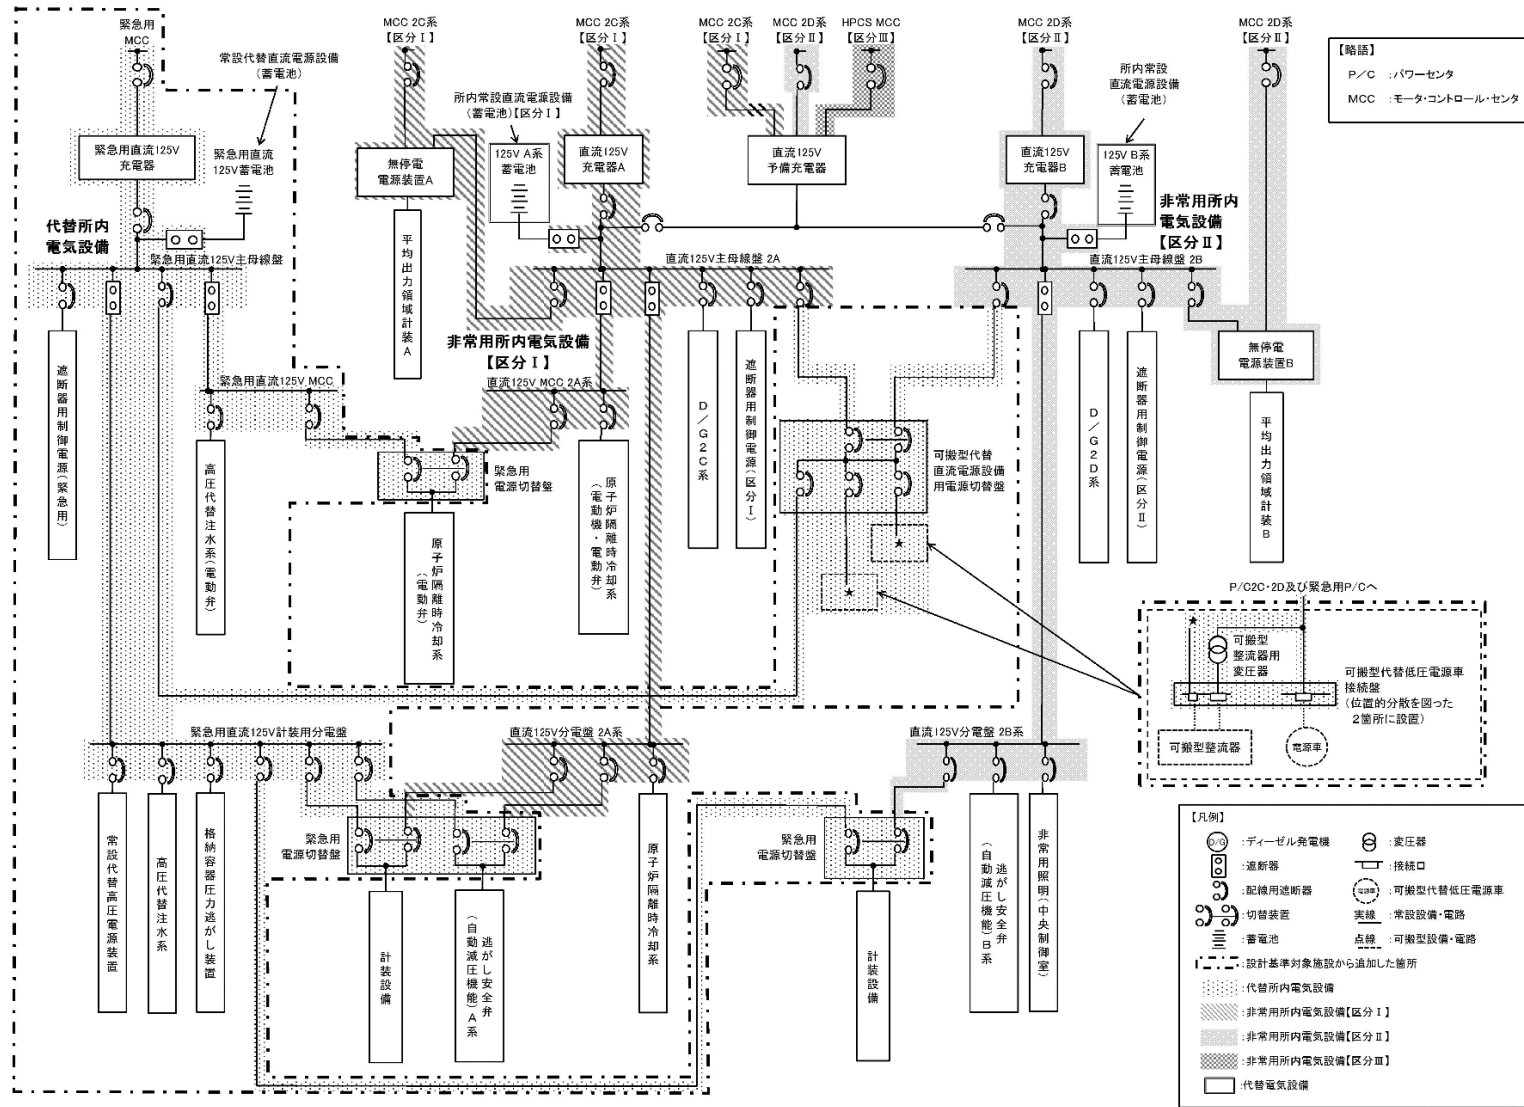 緊急用
MCC
MCC 2C系
【区分Ⅰ】
MCC 2C系
【区分Ⅰ】
MCC 2C系
【区分Ⅰ】
MCC 2D系
【区分Ⅱ】
HPCS MCC
【区分Ⅲ】
MCC 2D系
【区分Ⅱ】
MCC 2D系
【区分Ⅱ】
【略語】
P/C :パワーセンタ
MCC :モータ・コントロール・センタ
常設代替直流電源設備
(蓄電池)
所内常設直流電源設備
(蓄電池)【区分Ⅰ】
所内常設
直流電源設備
(蓄電池)
緊急用直流125V
充電器
緊急用直流
125V蓄電池
無停電
電源装置A
125V A系
蓄電池
直流125V
充電器A
直流125V
予備充電器
直流125V
充電器B
125V B系
蓄電池
代替所内
電気設備
非常用所内
電気設備
【区分Ⅱ】
平均出力領域計装A
緊急用直流125V主母線盤
直流125V主母線盤 2A
直流125V主母線盤 2B
非常用所内電気設備
【区分Ⅰ】
無停電
電源装置B
遮断器用制御電源(緊急用)
緊急用直流125V MCC
直流125V MCC 2A系
D/G2C系
遮断器用制御電源(区分Ⅰ)
D/G2D系
遮断器用制御電源(区分Ⅱ)
平均出力領域計装B
高圧代替注水系(電動弁)
緊急用
電源切替盤
原子炉隔離時冷却系
(電動弁)
原子炉隔離時冷却系
(電動機・電動弁)
可搬型代替
直流電源設備
用電源切替盤
★
★
P/C2C・2D及び緊急用P/Cへ
★
可搬型
整流器用
変圧器
可搬型代替低圧電源車
接続盤
(位置的分散を図った
2箇所に設置)
可搬型整流器
電源車
緊急用直流125V計装用分電盤
直流125V分電盤 2A系
直流125V分電盤 2B系
常設代替高圧電源装置
高圧代替注水系
格納容器圧力逃がし装置
緊急用
電源切替盤
計装設備
逃がし安全弁
(自動減圧機能)A系
原子炉隔離時冷却系
緊急用
電源切替盤
計装設備
逃がし安全弁
(自動減圧機能)B系
非常用照明(中央制御室)
【凡例】
D/G :ディーゼル発電機
:変圧器
:遮断器
:接続口
:配線用遮断器
電源車 :可搬型代替低圧電源車
:切替装置
実線 :常設設備・電路
:蓄電池
点線 :可搬型設備・電路
:設計基準対象施設から追加した箇所
:代替所内電気設備
:非常用所内電気設備【区分Ⅰ】
:非常用所内電気設備【区分Ⅱ】
:非常用所内電気設備【区分Ⅲ】
:代替電気設備